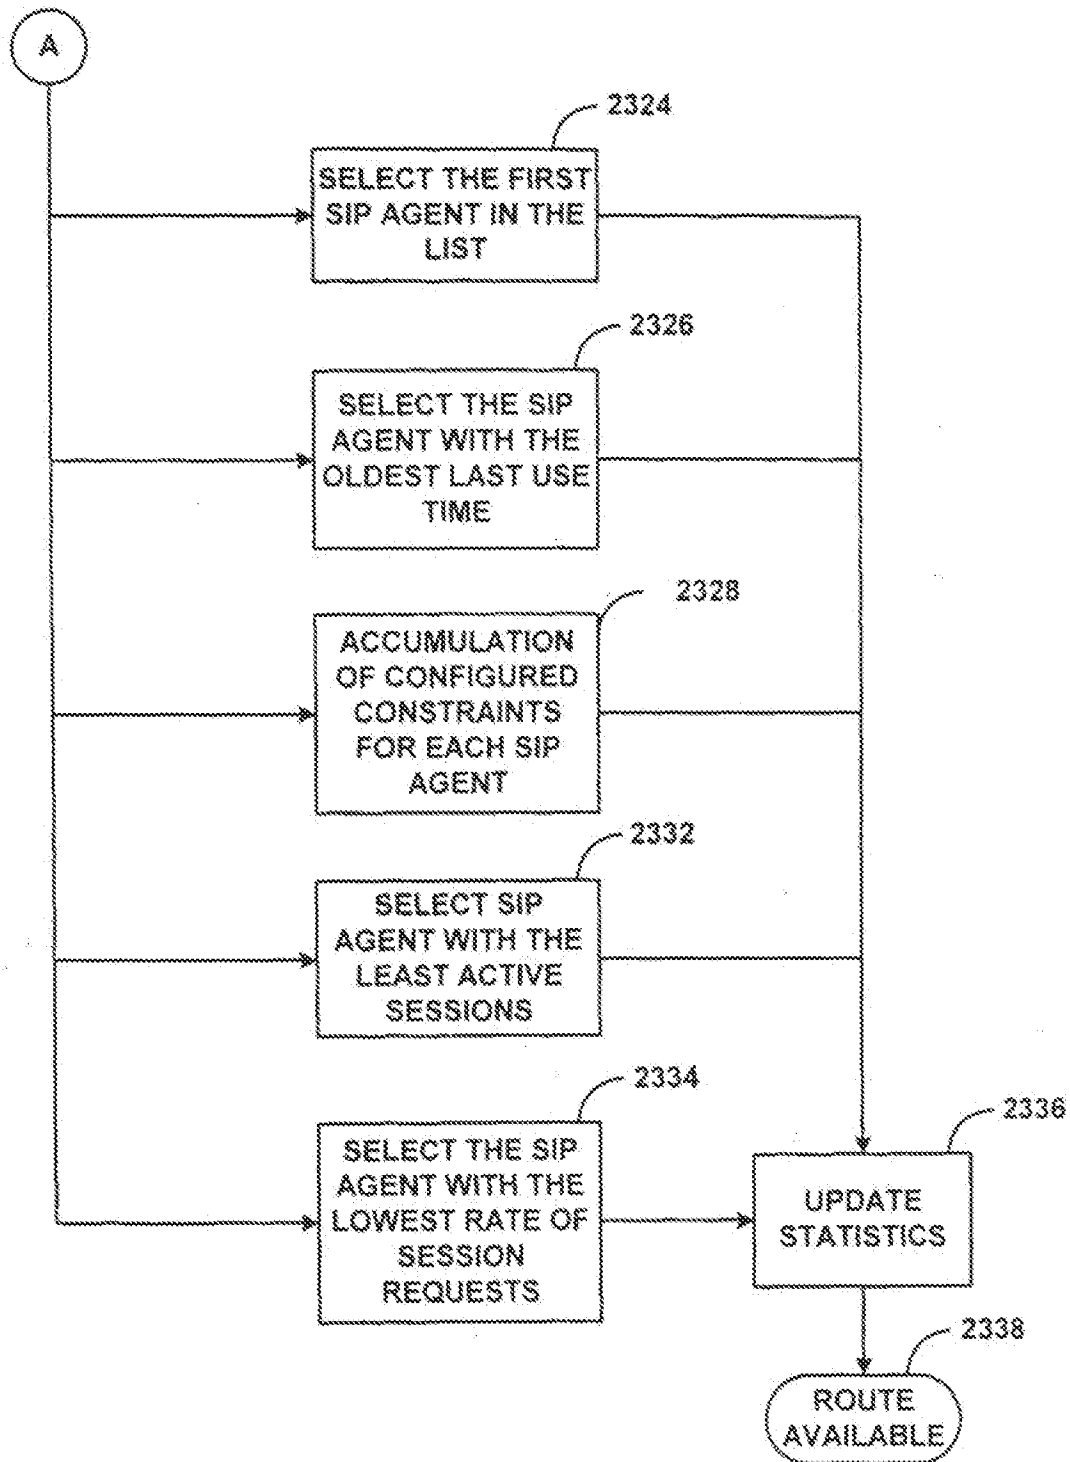 A
2324
SELECT THE FIRST
SIP AGENT IN THE
LIST
2326
SELECT THE SIP
AGENT WITH THE
OLDEST LAST USE
TIME
2328
ACCUMULATION
OF CONFIGURED
CONSTRAINTS
FOR EACH SIP
AGENT
2332
SELECT SIP
AGENT WITH THE
LEAST ACTIVE
SESSIONS
2334
SELECT THE SIP
AGENT WITH THE
LOWEST RATE OF
SESSION
REQUESTS
2336
UPDATE
STATISTICS
2338
ROUTE
AVAILABLE